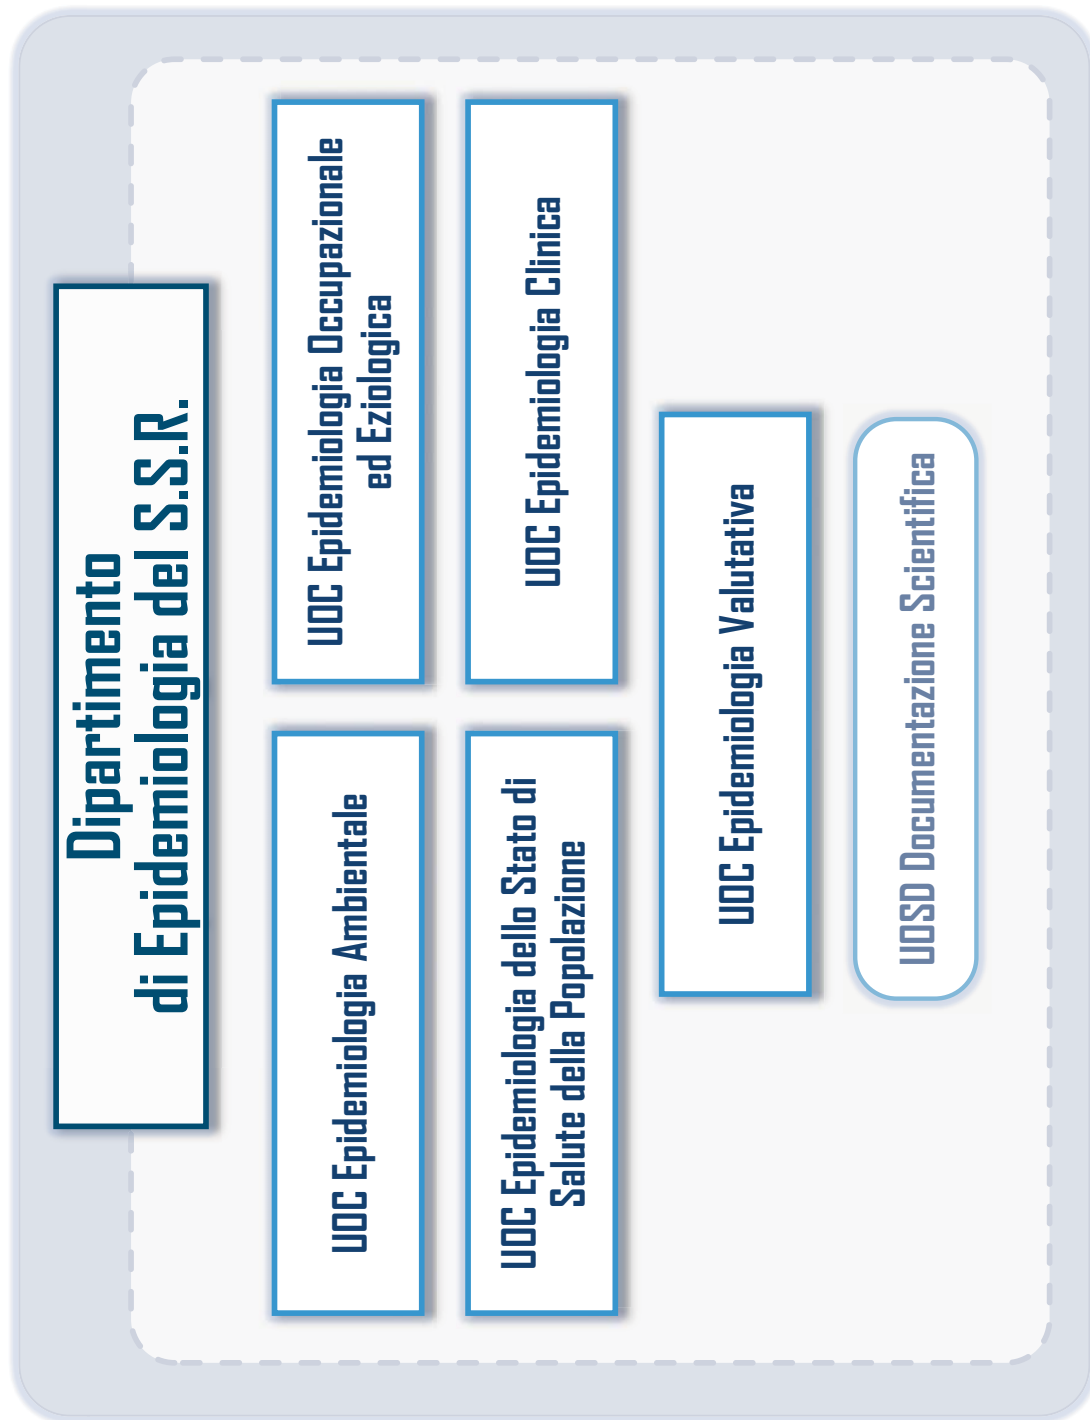 Dipartimento
di Epidemiologia del S.S.R.
UOC Epidemiologia Ambientale
UOC Epidemiologia Occupazionale
ed Eziologica
UOC Epidemiologia dello Stato di
Salute della Popolazione
UOC Epidemiologia Clinica
UOC Epidemiologia Valutativa
UOSD Documentazione Scientifica